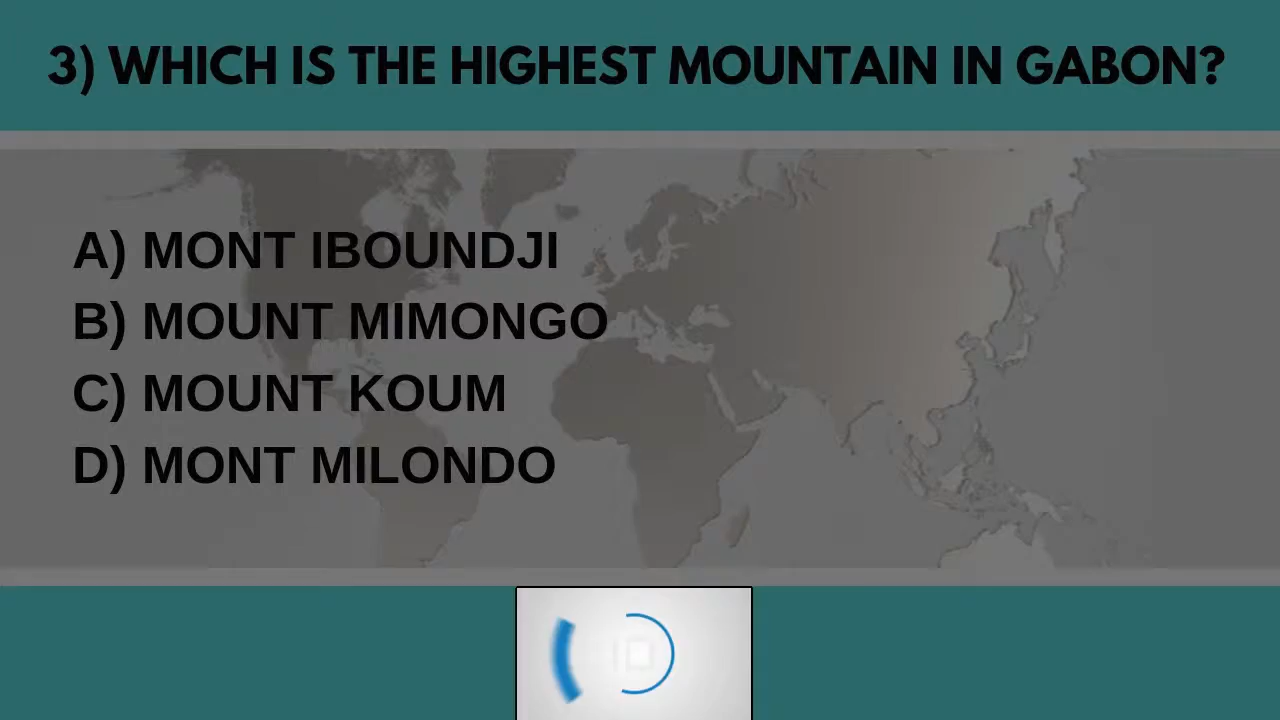 3) WHICH IS THE HIGHEST MOUNTAIN IN GABON?
A) MONT IBOUNDJI
B) MOUNT MIMONGO
C) MOUNT KOUM
D) MONT MILONDO